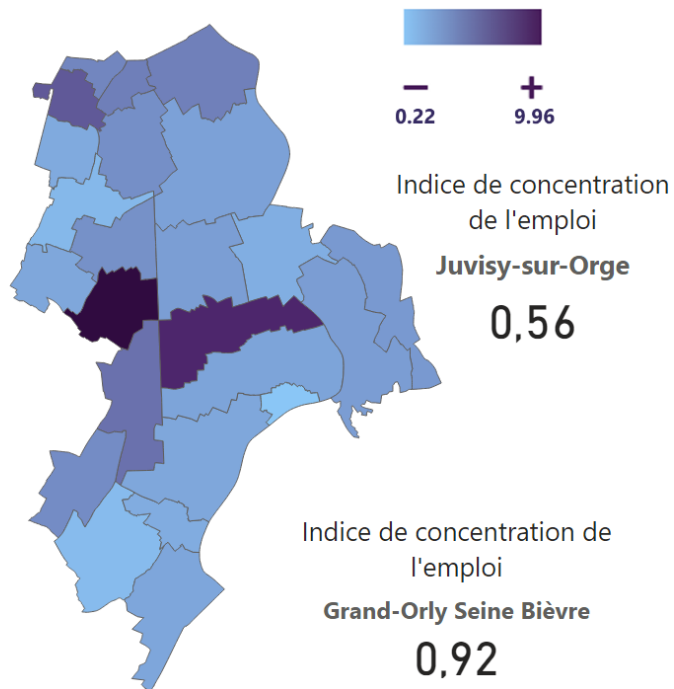 − +
0.22 9.96
Indice de concentration
de l'emploi
Juvisy-sur-Orge
0,56
Indice de concentration de
l'emploi
Grand-Orly Seine Bièvre
0,92